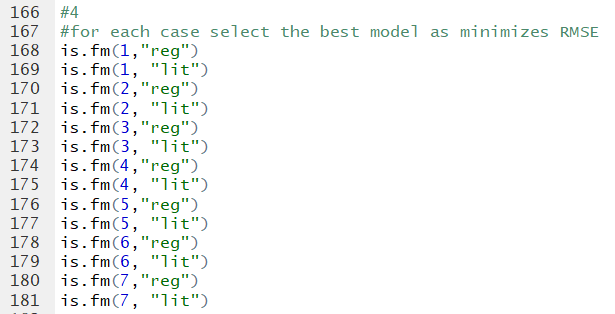 166 #4
167 #for each case select the best model as minimizes RMSE
168 is.fm(1,"reg")
169 is.fm(1, "lit")
170 is.fm(2,"reg")
171 is.fm(2, "lit")
172 is.fm(3,"reg")
173 is.fm(3, "lit")
174 is.fm(4,"reg")
175 is.fm(4, "lit")
176 is.fm(5,"reg")
177 is.fm(5, "lit")
178 is.fm(6,"reg")
179 is.fm(6, "lit")
180 is.fm(7,"reg")
181 is.fm(7, "lit")